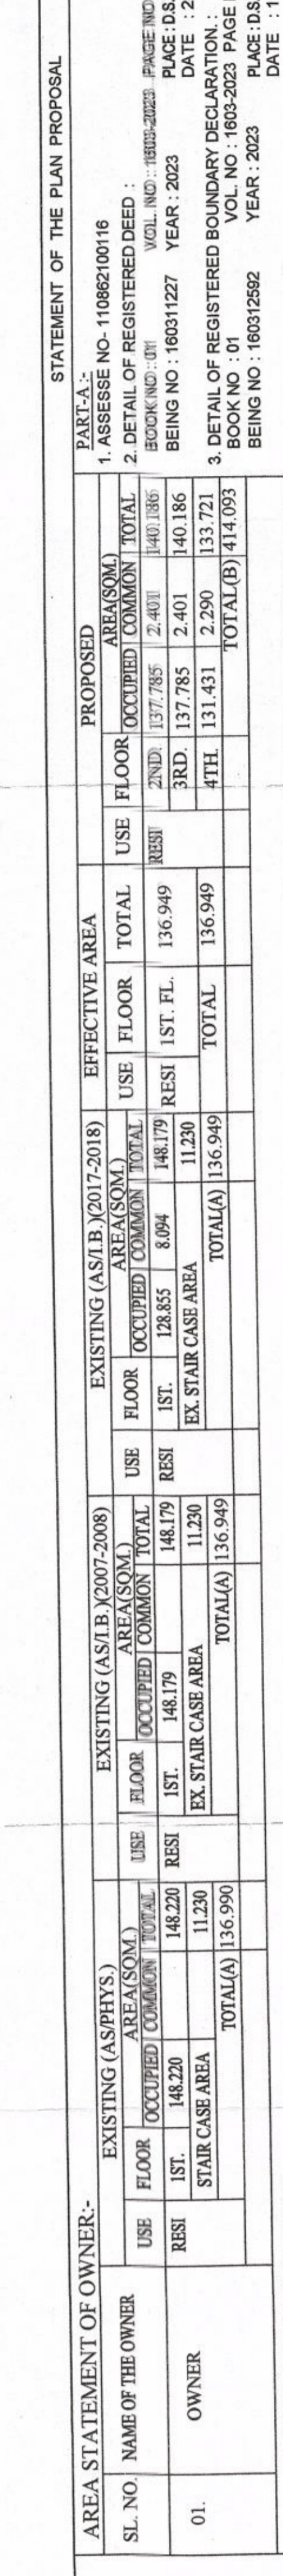 STATEMENT OF THE PLAN PROPOSAL
AREA STATEMENT OF OWNER:-
SL. NO. NAME OF THE OWNER EXISTING (AS/PHYS.) EXISTING (AS/I.B.)(2007-2008) EXISTING (AS/I.B.)(2017-2018) EFFECTIVE AREA PROPOSED
USE FLOOR AREA(SQM.) USE FLOOR AREA(SQM.) USE FLOOR AREA(SQM.) USE FLOOR TOTAL USE FLOOR AREA(SQM.)
OCCUPIED COMMON TOTAL OCCUPIED COMMON TOTAL OCCUPIED COMMON TOTAL OCCUPIED COMMON TOTAL
01. OWNER RESI 1ST. 148.220 148.220 RESI 1ST. 148.179 148.179 RESI 1ST. 128.855 8.094 148.179 RESI 1ST. FL. 136.949 RESI 2ND. 137.785 2.401 140.186
STAIR CASE AREA 11.230 EX. STAIR CASE AREA 11.230 EX. STAIR CASE AREA 11.230 3RD. 137.785 2.401 140.186
TOTAL(A) 136.990 TOTAL(A) 136.949 TOTAL(A) 136.949 TOTAL 136.949 4TH. 131.431 2.290 133.721
TOTAL(B) 414.093
PART-A :-
1. ASSESSE NO- 110862100116
2. DETAIL OF REGISTERED DEED :
BOOK NO : 01 VOL. NO : 1603-2023 PAGE NO
BEING NO : 160311227 YEAR : 2023 PLACE : D.S.
DATE : 2
3. DETAIL OF REGISTERED BOUNDARY DECLARATION. :
BOOK NO : 01 VOL. NO : 1603-2023 PAGE
BEING NO : 160312592 YEAR : 2023 PLACE : D.S.
DATE : 1